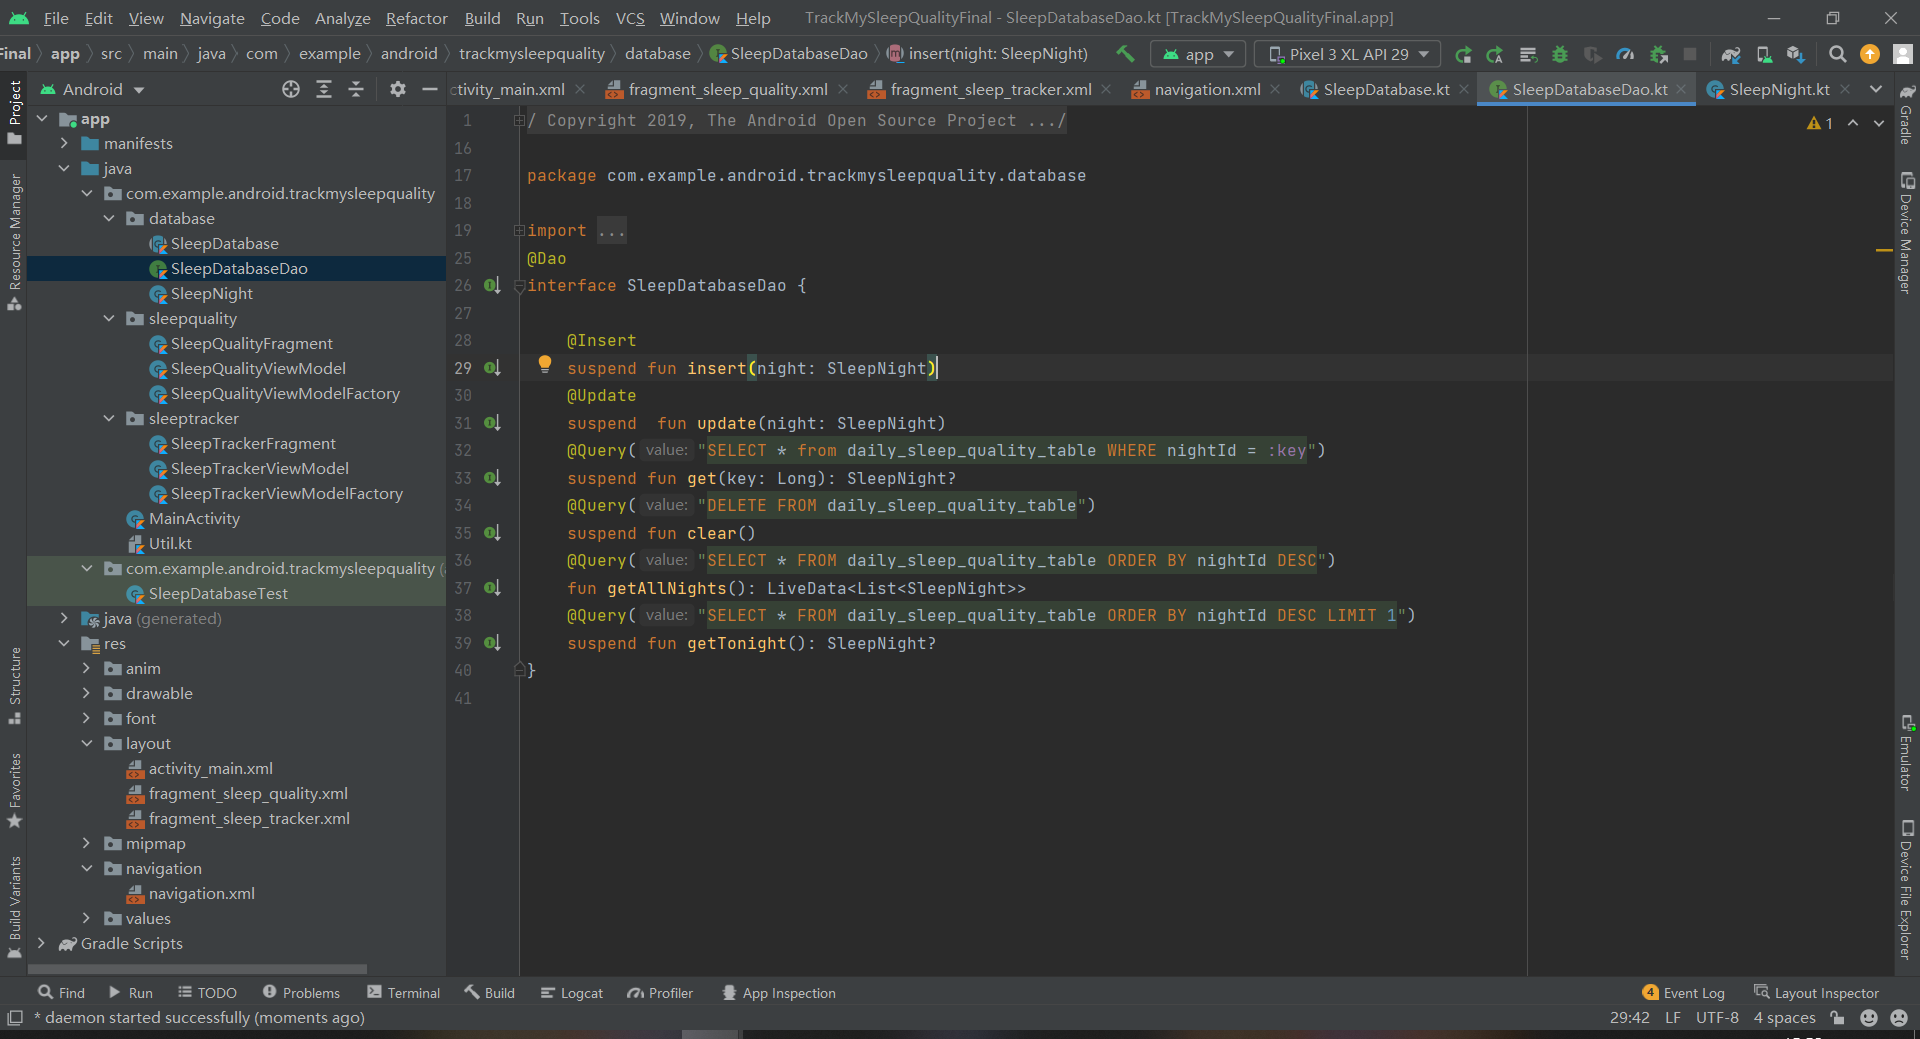 File Edit View Navigate Code Analyze Refactor Build Run Tools VCS Window Help TrackMySleepQualityFinal - SleepDatabaseDao.kt [TrackMySleepQualityFinal.app]
Final app src main java com example android trackmysleepquality database SleepDatabaseDao insert(night: SleepNight) app Pixel 3 XL API 29
Android
ctivity_main.xml fragment_sleep_quality.xml fragment_sleep_tracker.xml navigation.xml SleepDatabase.kt SleepDatabaseDao.kt SleepNight.kt
Project
Resource Manager
Structure
Favorites
Build Variants
app
manifests
java
com.example.android.trackmysleepquality
database
SleepDatabase
SleepDatabaseDao
SleepNight
sleepquality
SleepQualityFragment
SleepQualityViewModel
SleepQualityViewModelFactory
sleeptracker
SleepTrackerFragment
SleepTrackerViewModel
SleepTrackerViewModelFactory
MainActivity
Util.kt
com.example.android.trackmysleepquality
SleepDatabaseTest
java (generated)
res
anim
drawable
font
layout
activity_main.xml
fragment_sleep_quality.xml
fragment_sleep_tracker.xml
mipmap
navigation
navigation.xml
values
Gradle Scripts
1 / Copyright 2019, The Android Open Source Project .../
16
17 package com.example.android.trackmysleepquality.database
18
19 import ...
25 @Dao
26 interface SleepDatabaseDao {
27
28 @Insert
29 suspend fun insert(night: SleepNight)
30 @Update
31 suspend  fun update(night: SleepNight)
32 @Query( value: "SELECT * from daily_sleep_quality_table WHERE nightId = :key")
33 suspend fun get(key: Long): SleepNight?
34 @Query( value: "DELETE FROM daily_sleep_quality_table")
35 suspend fun clear()
36 @Query( value: "SELECT * FROM daily_sleep_quality_table ORDER BY nightId DESC")
37 fun getAllNights(): LiveData<List<SleepNight>>
38 @Query( value: "SELECT * FROM daily_sleep_quality_table ORDER BY nightId DESC LIMIT 1")
39 suspend fun getTonight(): SleepNight?
40 }
41
1
Gradle
Device Manager
Emulator
Device File Explorer
Find Run TODO Problems Terminal Build Logcat Profiler App Inspection 4 Event Log Layout Inspector
* daemon started successfully (moments ago) 29:42 LF UTF-8 4 spaces